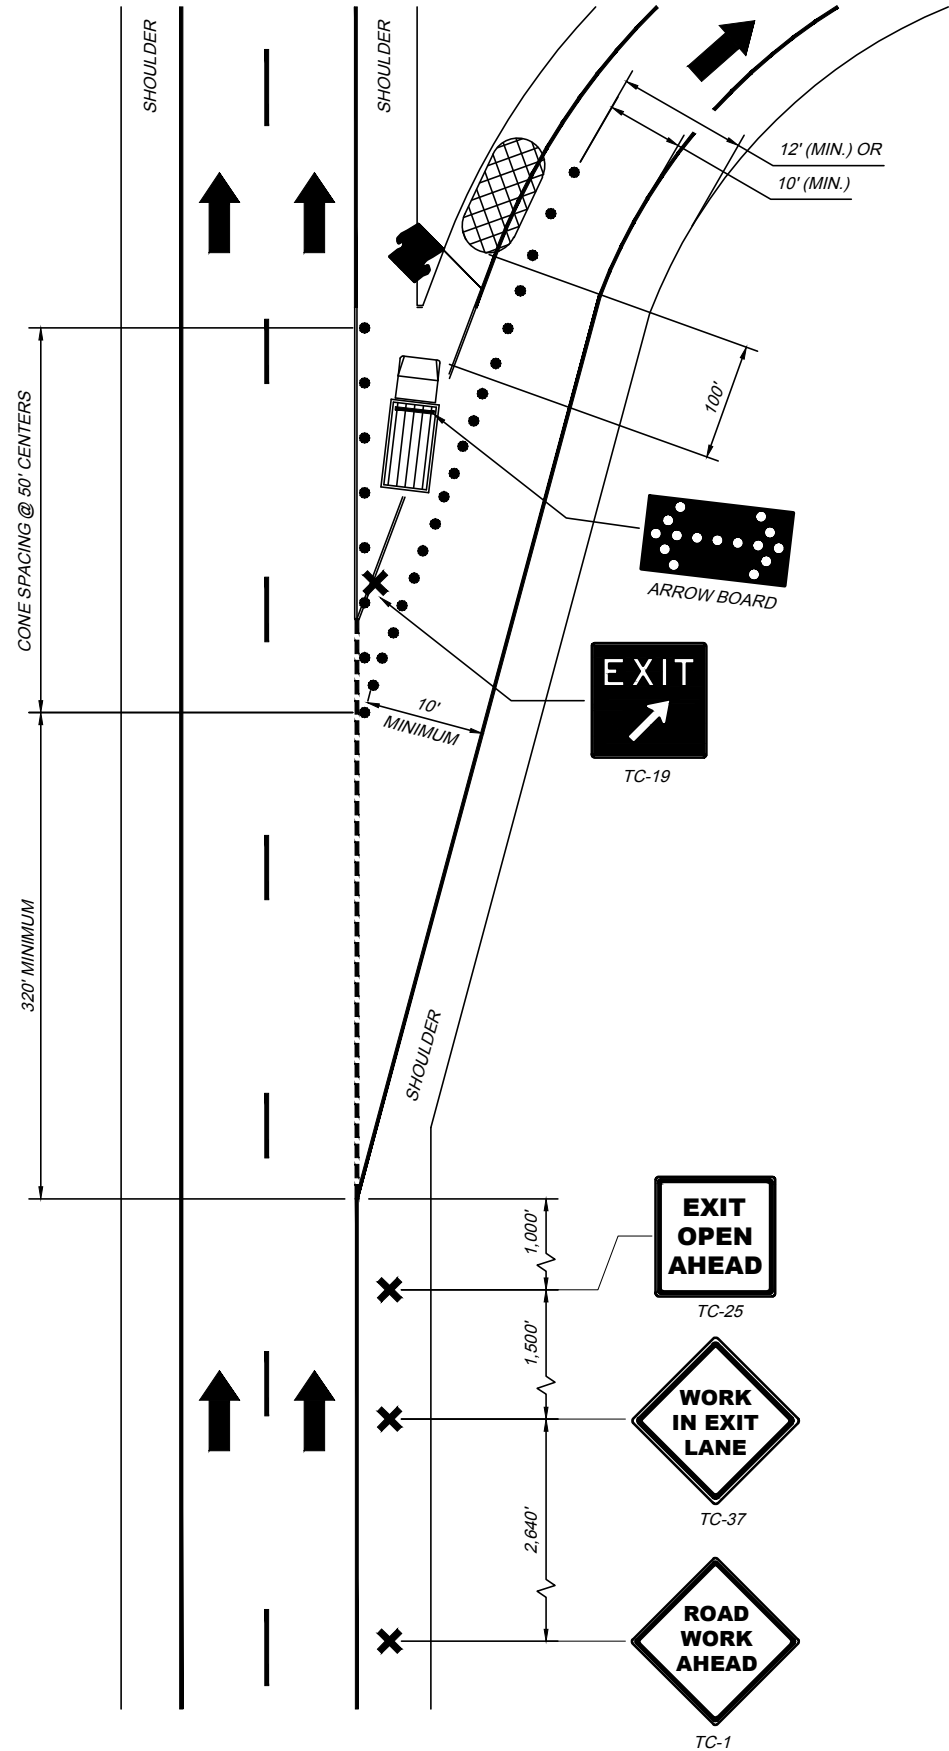 SHOULDER
SHOULDER
12' (MIN.) OR
10' (MIN.)
100'
CONE SPACING @ 50' CENTERS
ARROW BOARD
EXIT
TC-19
10'
MINIMUM
320' MINIMUM
SHOULDER
1,000'
EXIT
OPEN
AHEAD
TC-25
1,500'
WORK
IN EXIT
LANE
TC-37
2,640'
ROAD
WORK
AHEAD
TC-1